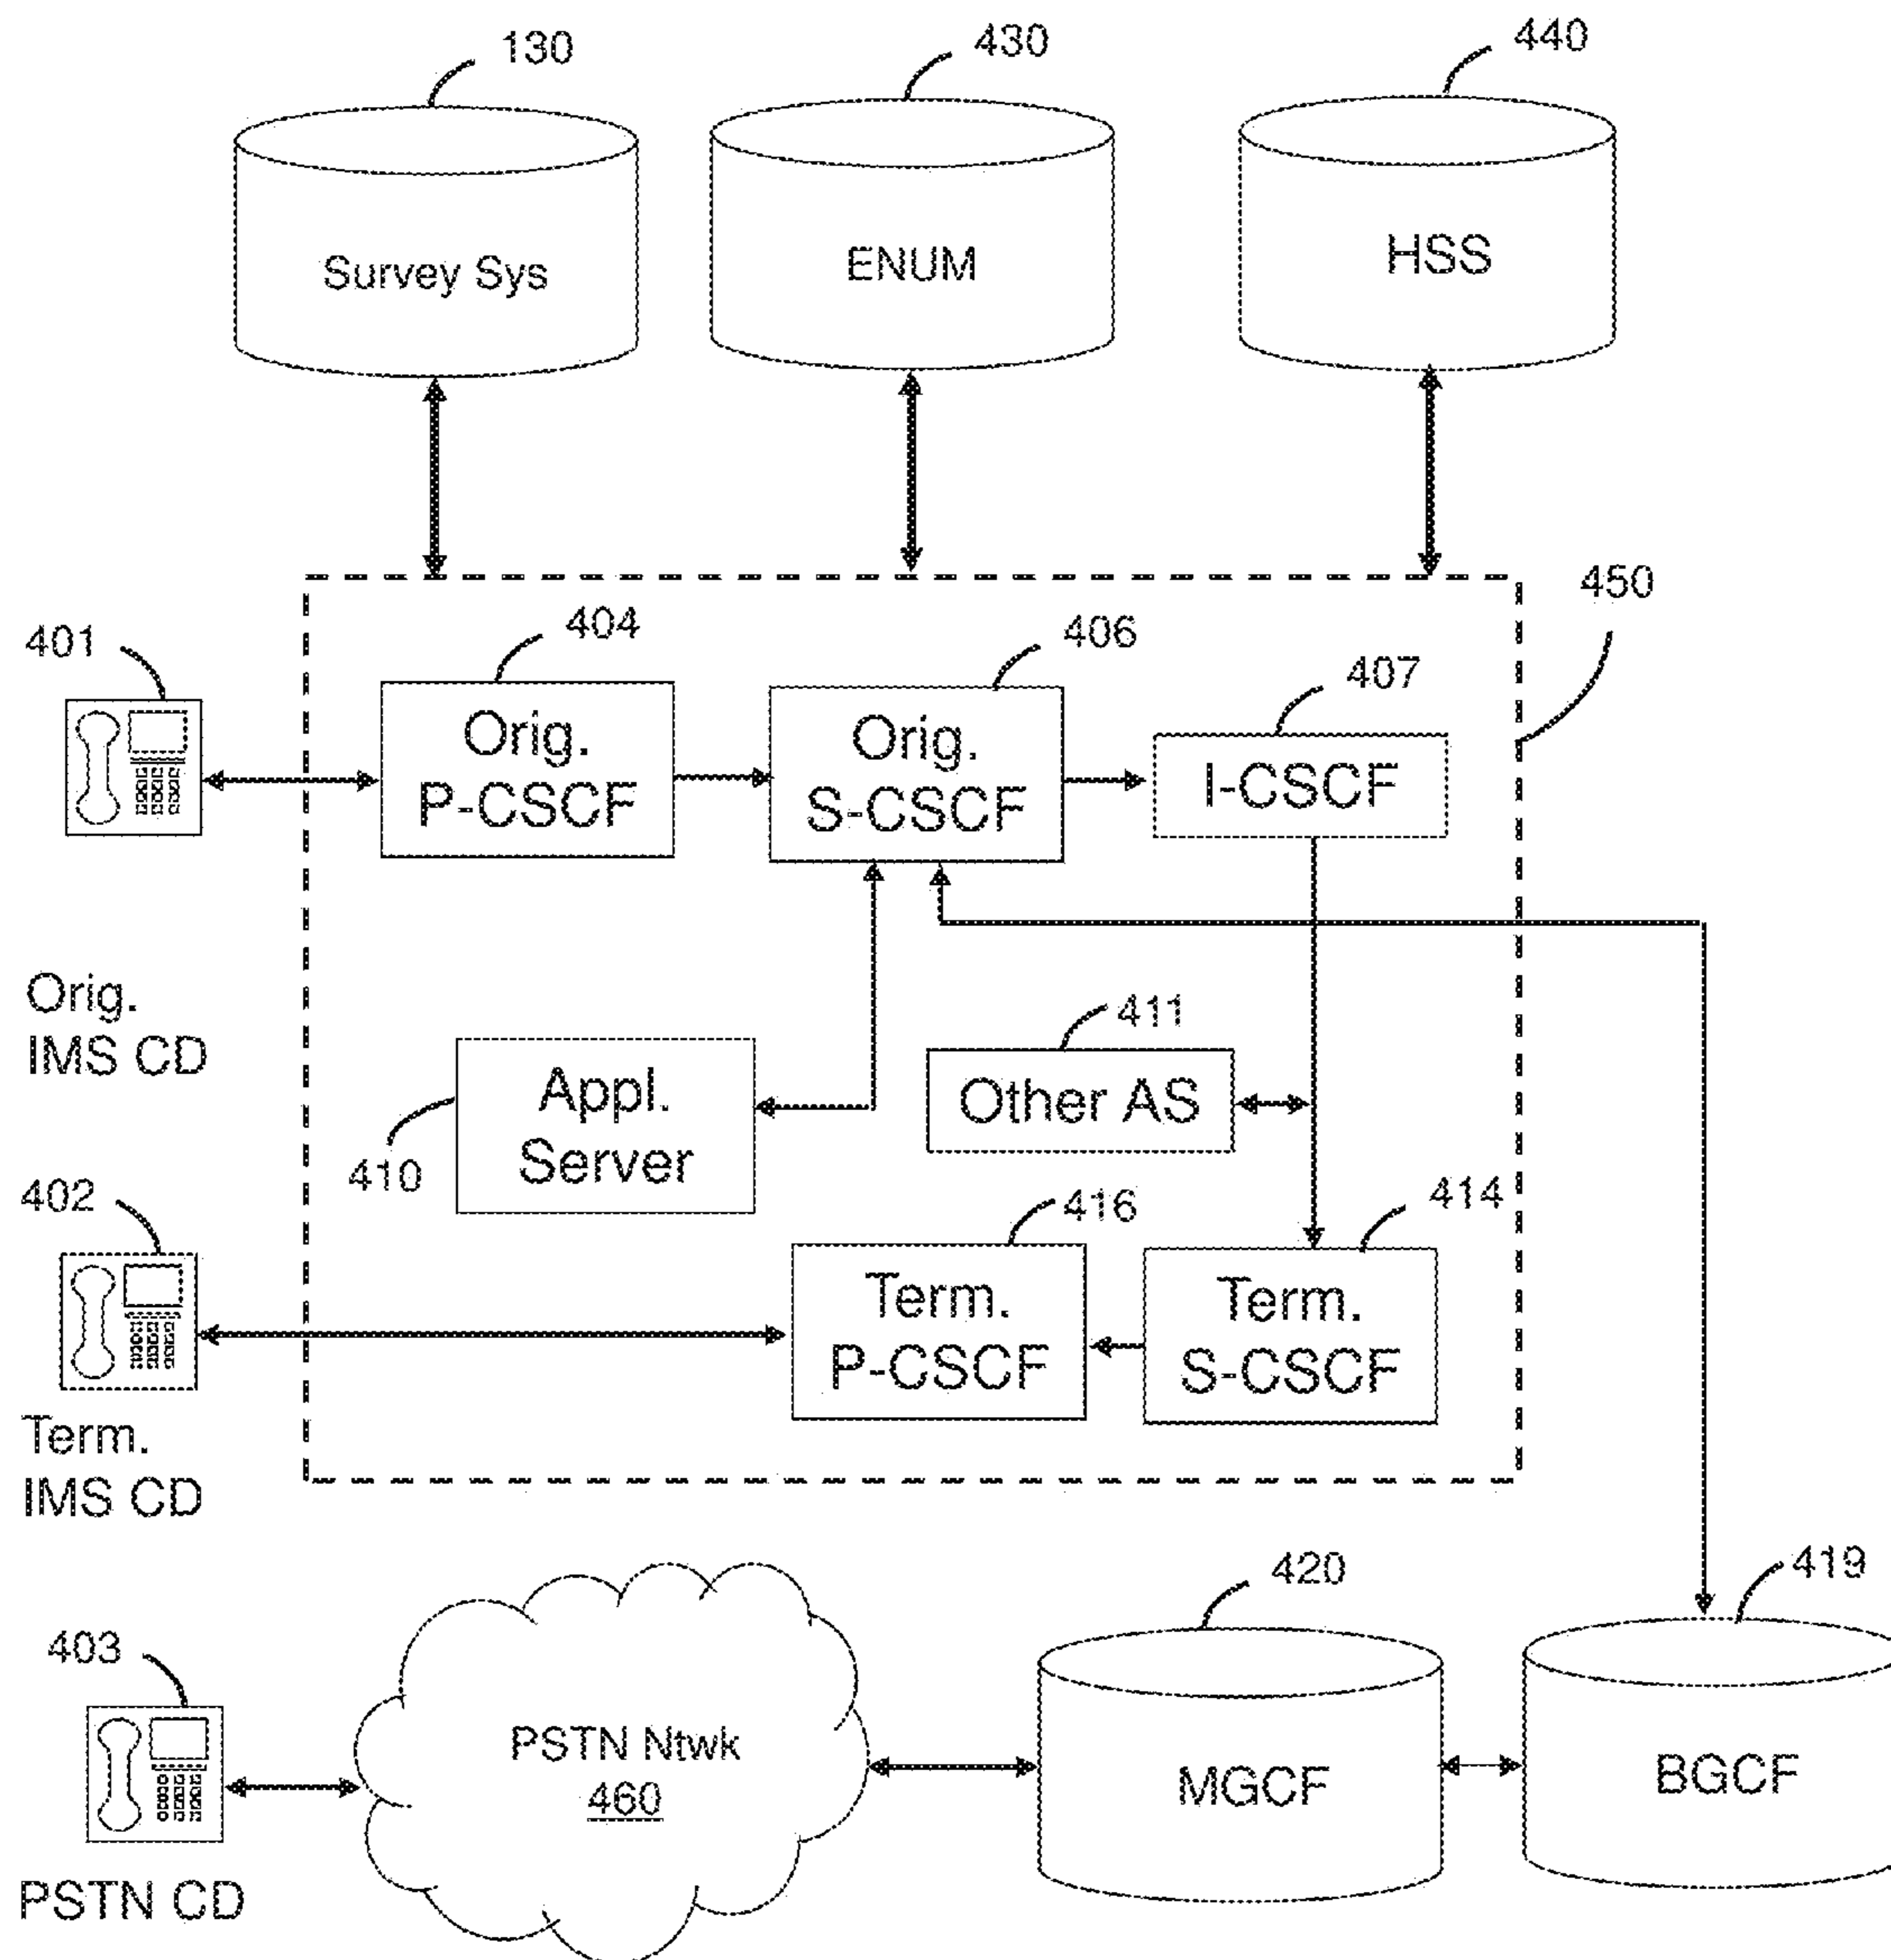 130
430
440
Survey Sys
ENUM
HSS
450
401
404
406
407
Orig.
P-CSCF
Orig.
S-CSCF
I-CSCF
Orig.
IMS CD
411
Appl.
Server
Other AS
410
402
416
414
Term.
P-CSCF
Term.
S-CSCF
Term.
IMS CD
420
419
403
PSTN Ntwk
460
MGCF
BGCF
PSTN CD